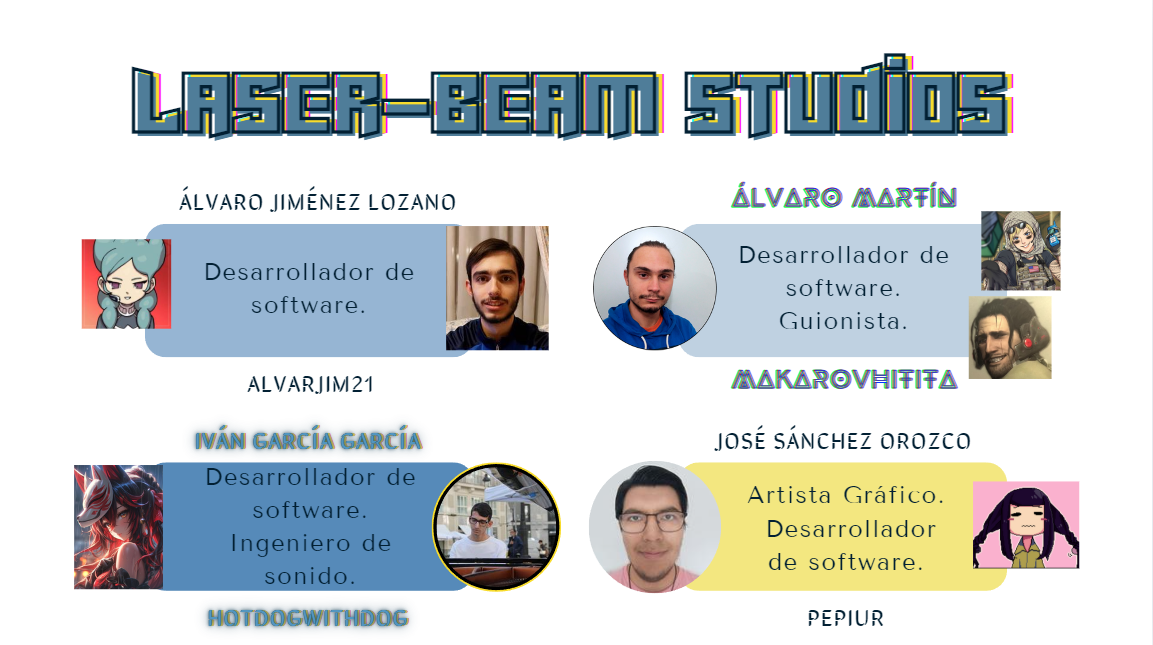 LASER-BEAM STUDIOS
ÁLVARO JIMÉNEZ LOZANO
Desarrollador de
software.
ALVARJIM21
ÁLVARO MARTÍN
Desarrollador de
software.
Guionista.
MAKAROVHITITA
IVÁN GARCÍA GARCÍA
Desarrollador de
software.
Ingeniero de
sonido.
HOTDOGWITHDOG
JOSÉ SÁNCHEZ OROZCO
Artista Gráfico.
Desarrollador
de software.
PEPIUR